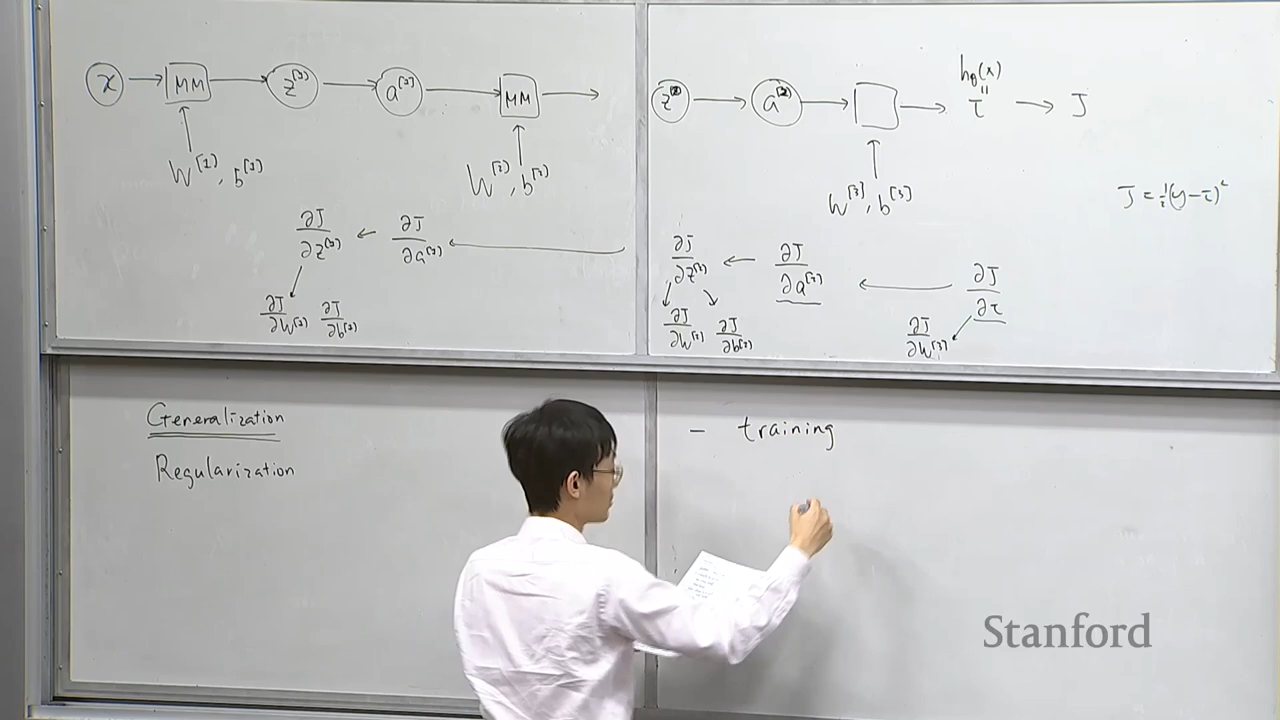 x → MM → z^[1] → a^[1] → MM →
W^[1], b^[1]
W^[2], b^[2]
∂J/∂z^[1] ← ∂J/∂a^[1] ←
∂J/∂W^[1] ∂J/∂b^[1]
h_θ(x)
z^[2] → a^[2] → □ → τ → J
W^[3], b^[3]
J = 1/2(y-τ)^2
∂J/∂z^[2] ← ∂J/∂a^[2] ← ∂J/∂τ
∂J/∂W^[2] ∂J/∂b^[2] ∂J/∂W^[3]
Generalization
Regularization
- training
Stanford